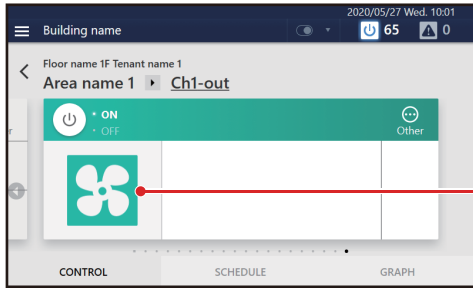 2020/05/27 Wed. 10:01
Building name
65
0
Floor name 1F Tenant name 1
Area name 1 Ch1-out
ON
OFF
Other
r
CONTROL
SCHEDULE
GRAPH